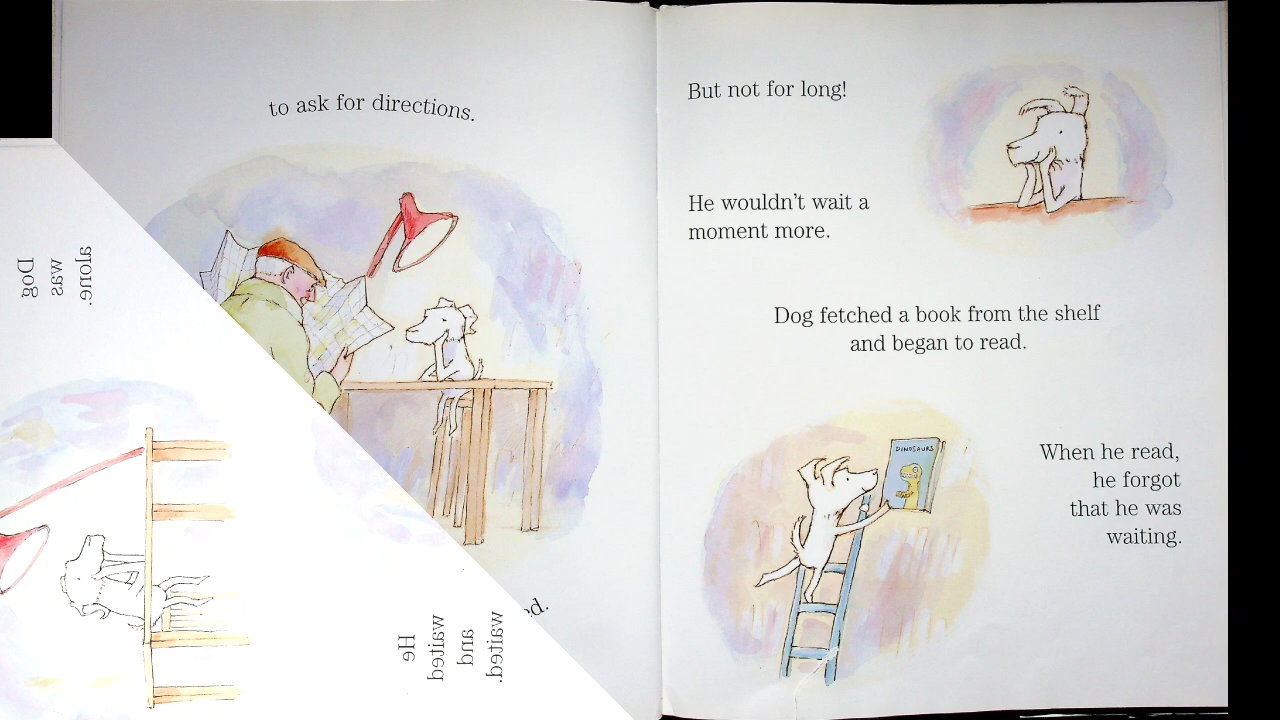 to ask for directions.
ed.
Dog
was
alone.
He
waited
and
waited.
But not for long!
He wouldn't wait a
moment more.
Dog fetched a book from the shelf
and began to read.
DINOSAURS
When he read,
he forgot
that he was
waiting.